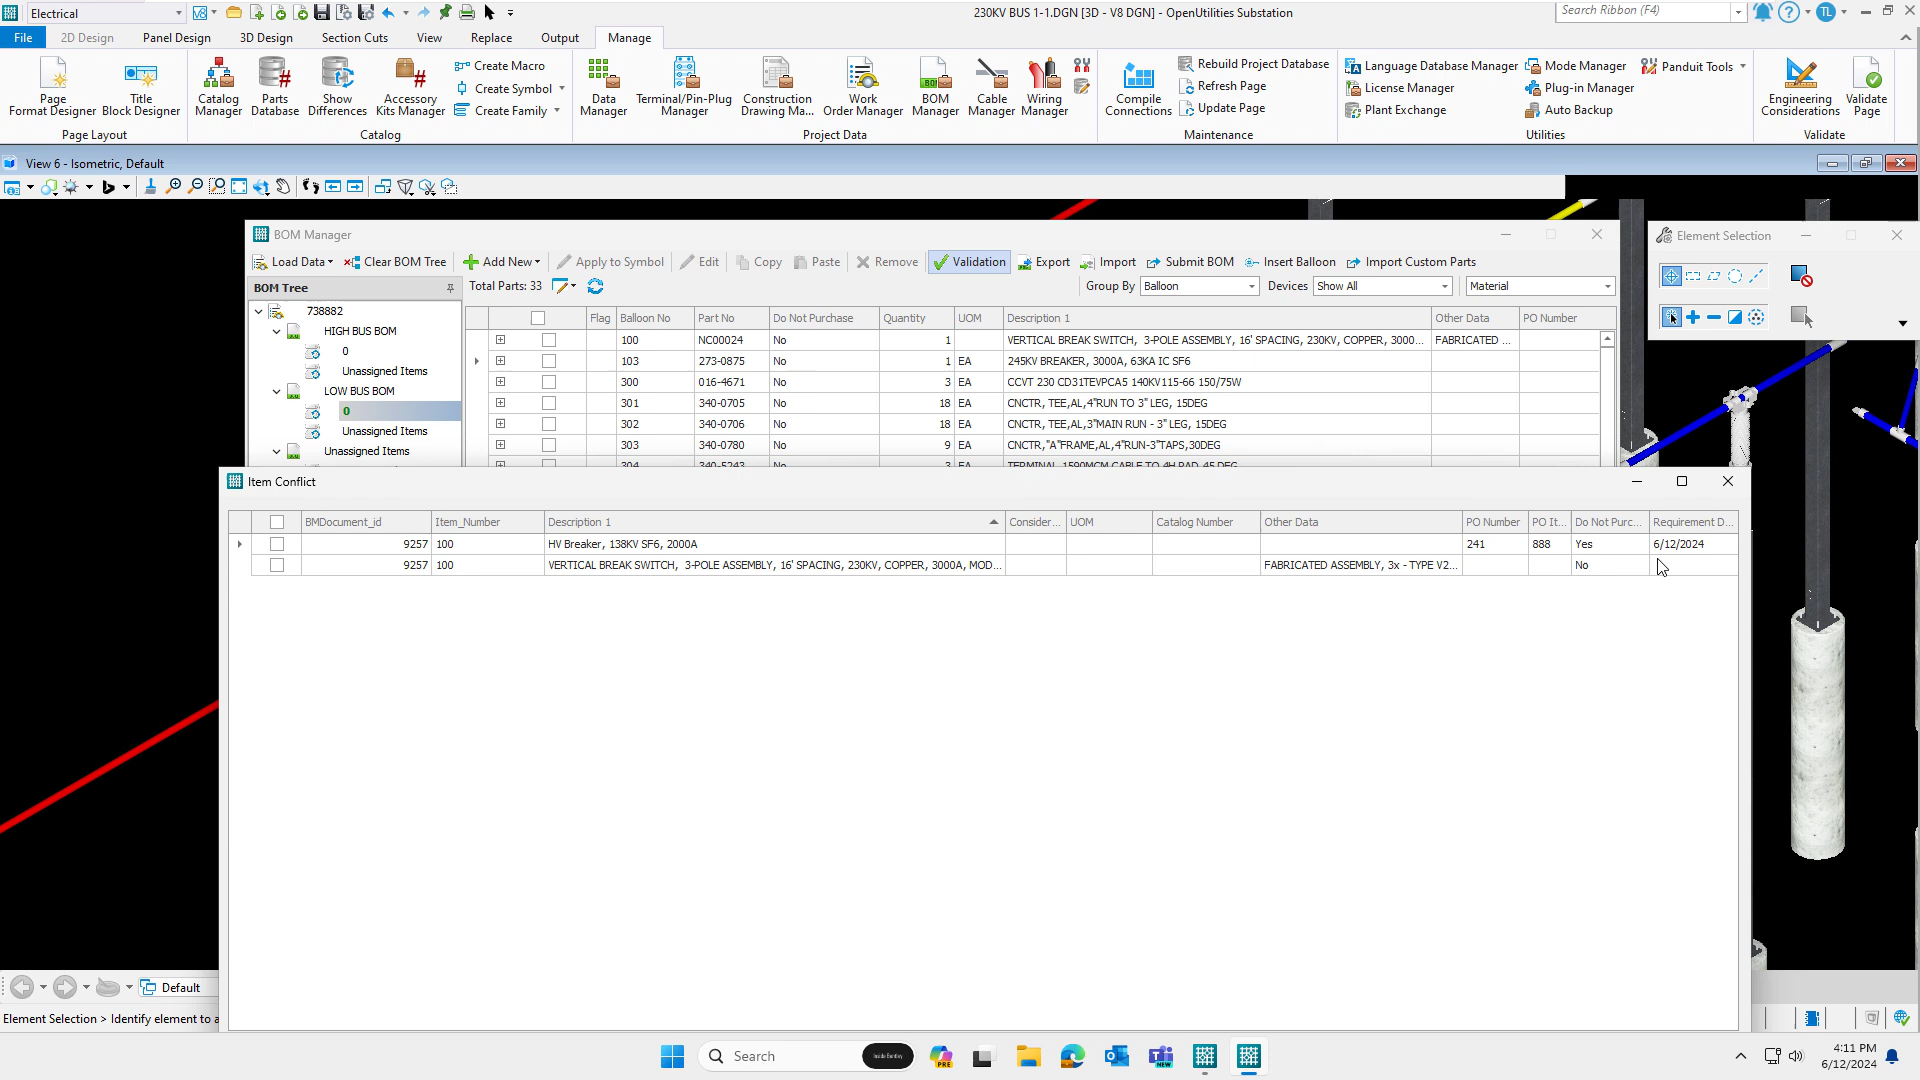 Electrical
230KV BUS 1-1.DGN [3D - V8 DGN] - OpenUtilities Substation
Search Ribbon (F4)
TL
File 2D Design Panel Design 3D Design Section Cuts View Replace Output Manage
Page Format Designer
Title Block Designer
Page Layout
Catalog Manager
Parts Database
Show Differences
Accessory Kits Manager
Create Macro
Create Symbol
Create Family
Catalog
Data Manager
Terminal/Pin-Plug Manager
Construction Drawing Ma...
Work Order Manager
BOM Manager
Cable Manager
Wiring Manager
Project Data
Compile Connections
Rebuild Project Database
Refresh Page
Update Page
Maintenance
Language Database Manager
License Manager
Plant Exchange
Mode Manager
Plug-in Manager
Auto Backup
Panduit Tools
Utilities
Engineering Considerations
Validate Page
Validate
View 6 - Isometric, Default
BOM Manager
Load Data Clear BOM Tree Add New Apply to Symbol Edit Copy Paste Remove Validation Export Import Submit BOM Insert Balloon Import Custom Parts
BOM Tree
Total Parts: 33
Group By Balloon Devices Show All Material
738882
HIGH BUS BOM
0
Unassigned Items
LOW BUS BOM
0
Unassigned Items
Unassigned Items
Flag Balloon No Part No Do Not Purchase Quantity UOM Description 1 Other Data PO Number
100 NC00024 No 1 VERTICAL BREAK SWITCH, 3-POLE ASSEMBLY, 16' SPACING, 230KV, COPPER, 3000... FABRICATED ...
103 273-0875 No 1 EA 245KV BREAKER, 3000A, 63KA IC SF6
300 016-4671 No 3 EA CCVT 230 CD31TEVPCA5 140KV115-66 150/75W
301 340-0705 No 18 EA CNCTR, TEE,AL,4"RUN TO 3" LEG, 15DEG
302 340-0706 No 18 EA CNCTR, TEE,AL,3"MAIN RUN - 3" LEG, 15DEG
303 340-0780 No 9 EA CNCTR,"A"FRAME,AL,4"RUN-3"TAPS,30DEG
304 340-5243 No 3 EA TERMINAL, 1590MCM CABLE TO 4H PAD, 45 DEG
Element Selection
Item Conflict
BMDocument_id Item_Number Description 1 Consider... UOM Catalog Number Other Data PO Number PO It... Do Not Purc... Requirement D...
9257 100 HV Breaker, 138KV SF6, 2000A 241 888 Yes 6/12/2024
9257 100 VERTICAL BREAK SWITCH, 3-POLE ASSEMBLY, 16' SPACING, 230KV, COPPER, 3000A, MOD... FABRICATED ASSEMBLY, 3x - TYPE V2... No
Default
Element Selection > Identify element to a
Search
4:11 PM
6/12/2024